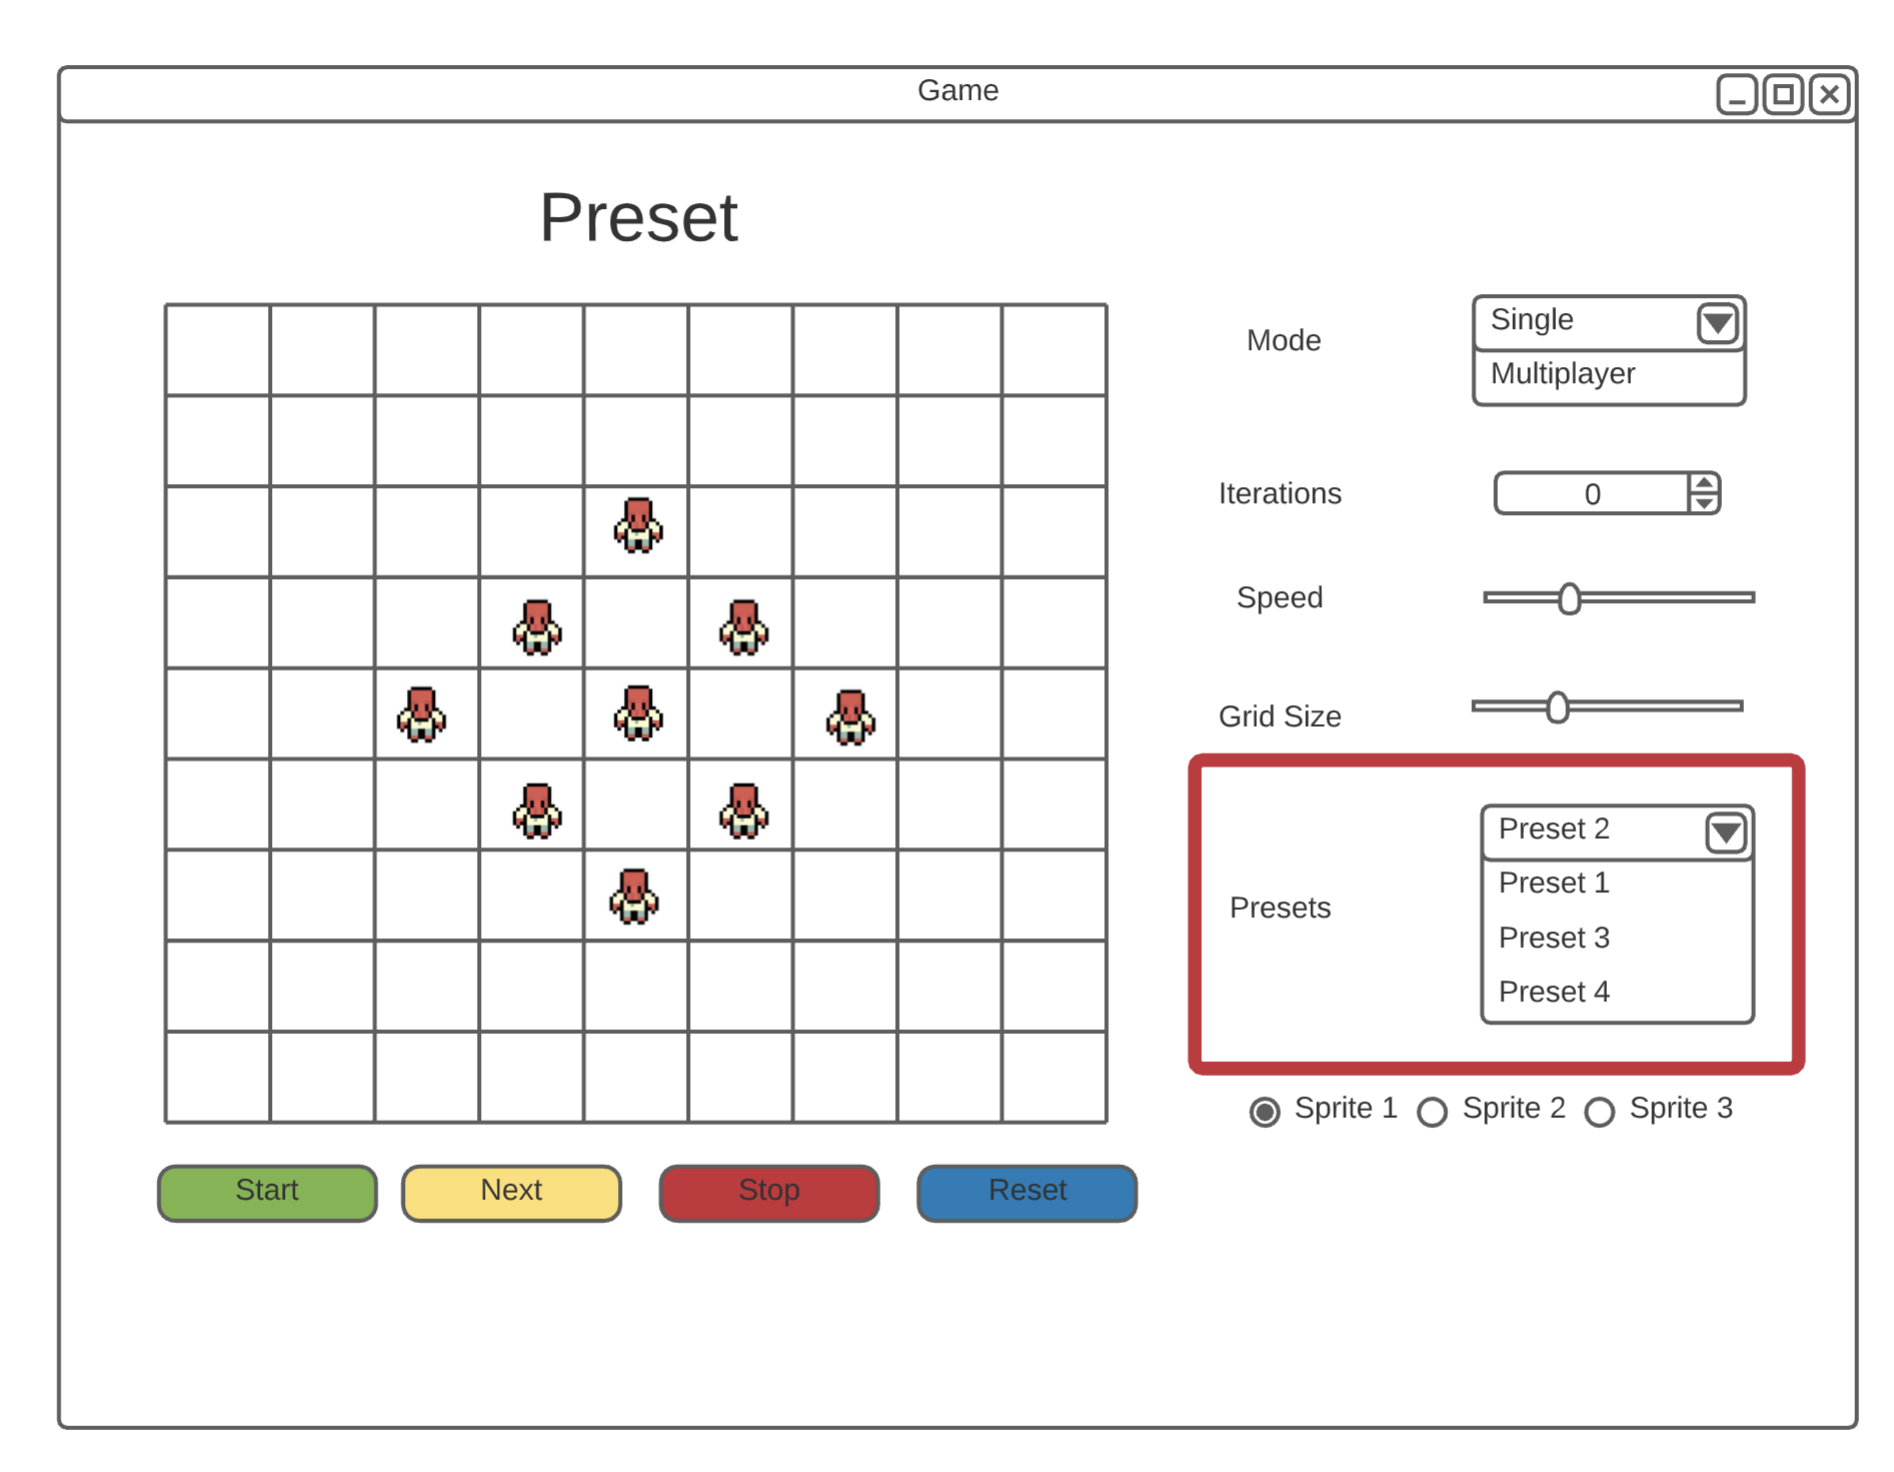 Game
Preset
Mode
Single
Multiplayer
Iterations
0
Speed
Grid Size
Presets
Preset 2
Preset 1
Preset 3
Preset 4
Sprite 1 Sprite 2 Sprite 3
Start Next Stop Reset